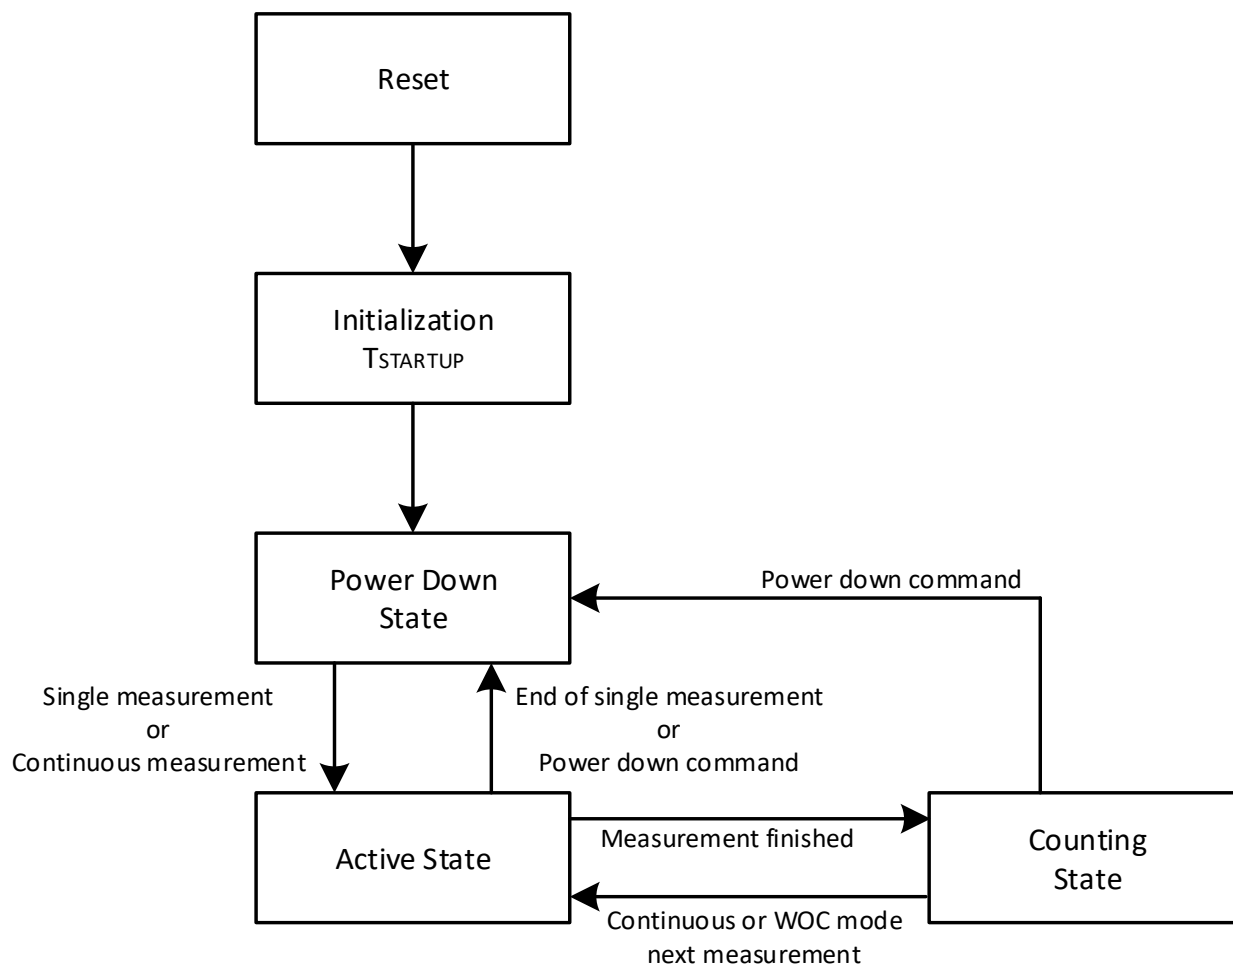 Reset
Initialization
TSTARTUP
Power Down
State
Power down command
Single measurement
or
Continuous measurement
End of single measurement
or
Power down command
Active State
Measurement finished
Continuous or WOC mode
next measurement
Counting
State